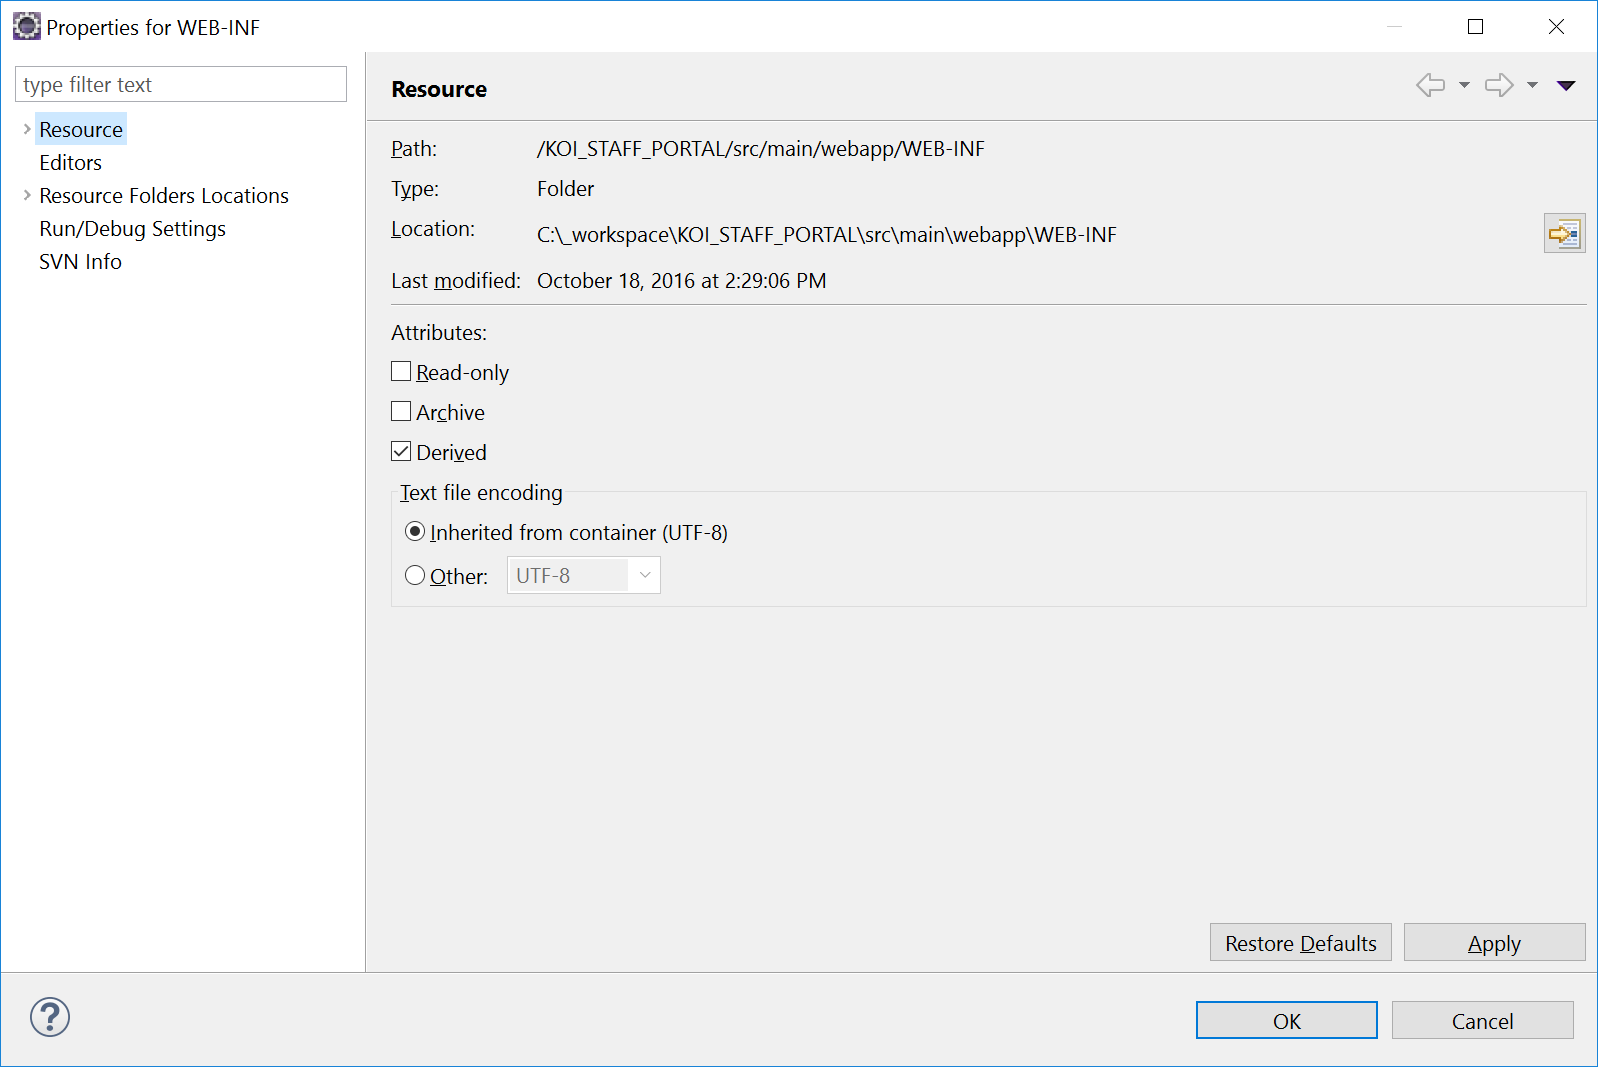 Properties for WEB-INF
type filter text
Resource
Editors
Resource Folders Locations
Run/Debug Settings
SVN Info
Resource
Path: /KOI_STAFF_PORTAL/src/main/webapp/WEB-INF
Type: Folder
Location: C:\_workspace\KOI_STAFF_PORTAL\src\main\webapp\WEB-INF
Last modified: October 18, 2016 at 2:29:06 PM
Attributes:
Read-only
Archive
Derived
Text file encoding
Inherited from container (UTF-8)
Other: UTF-8
Restore Defaults Apply
? OK Cancel